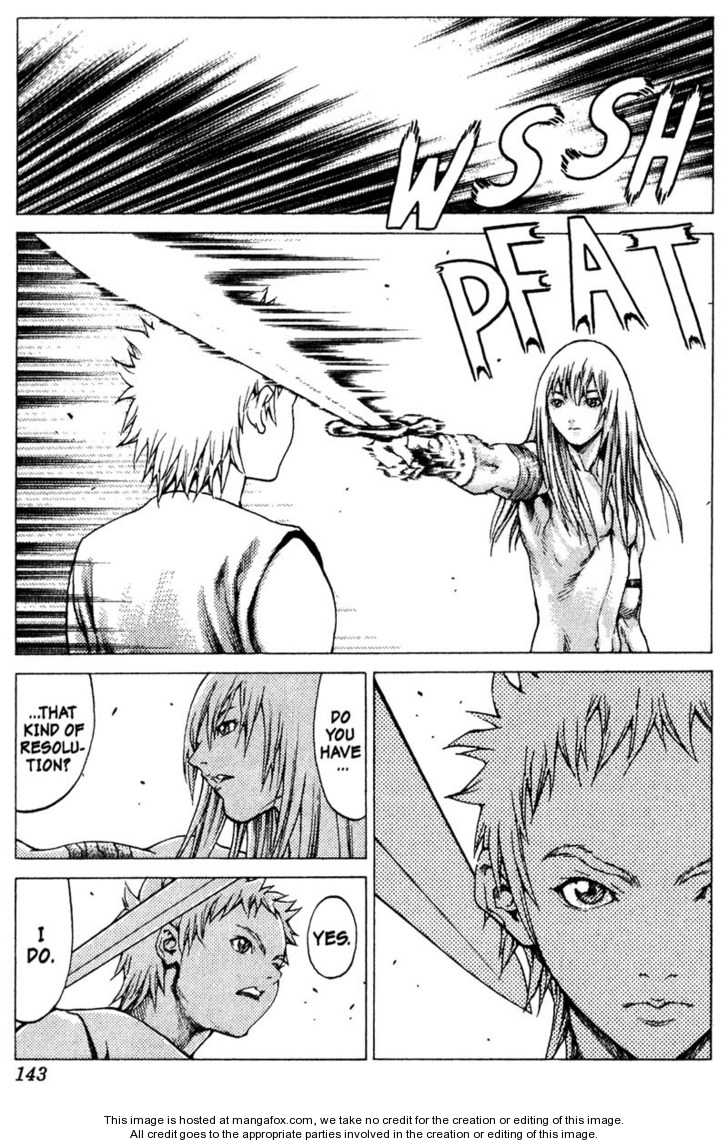 WSSH
PFAT
DO
YOU
HAVE
...
...THAT
KIND OF
RESOLU-
TION?
YES.
I
DO.
143
This image is hosted at mangafox.com, we take no credit for the creation or editing of this image.
All credit goes to the appropriate parties involved in the creation or editing of this image.